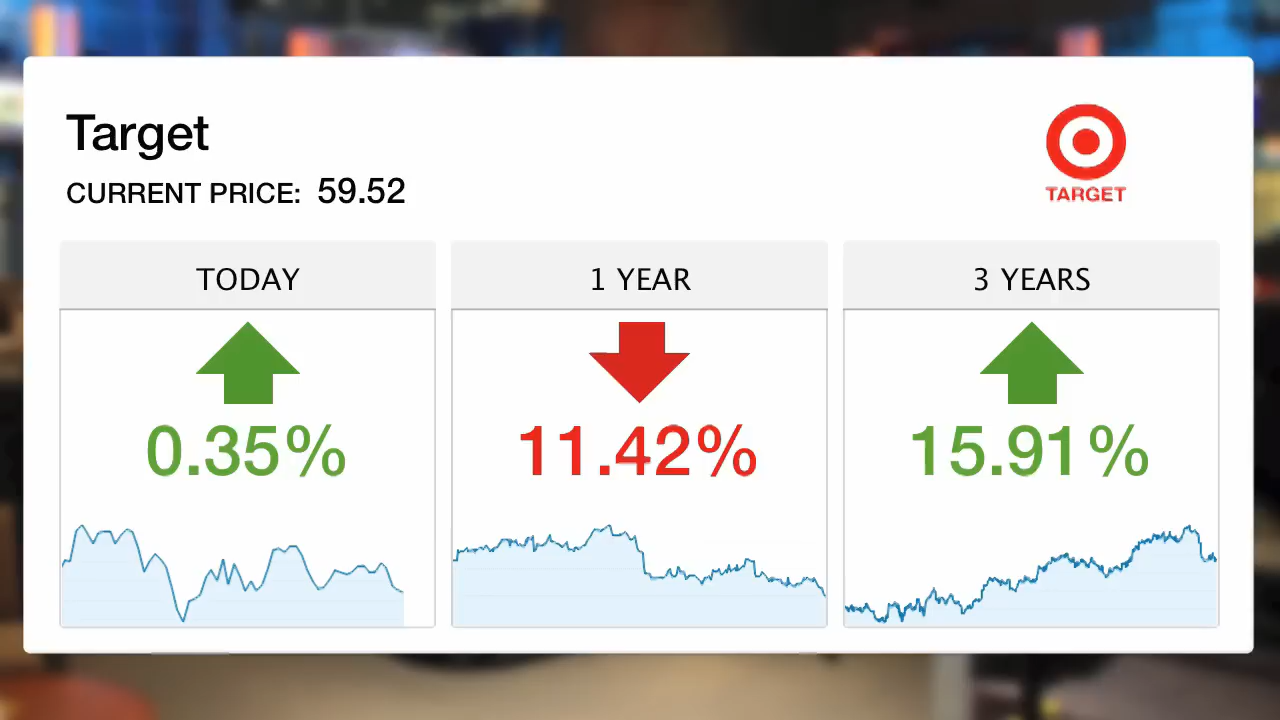 Target
CURRENT PRICE: 59.52
TARGET
TODAY
1 YEAR
3 YEARS
0.35%
11.42%
15.91%